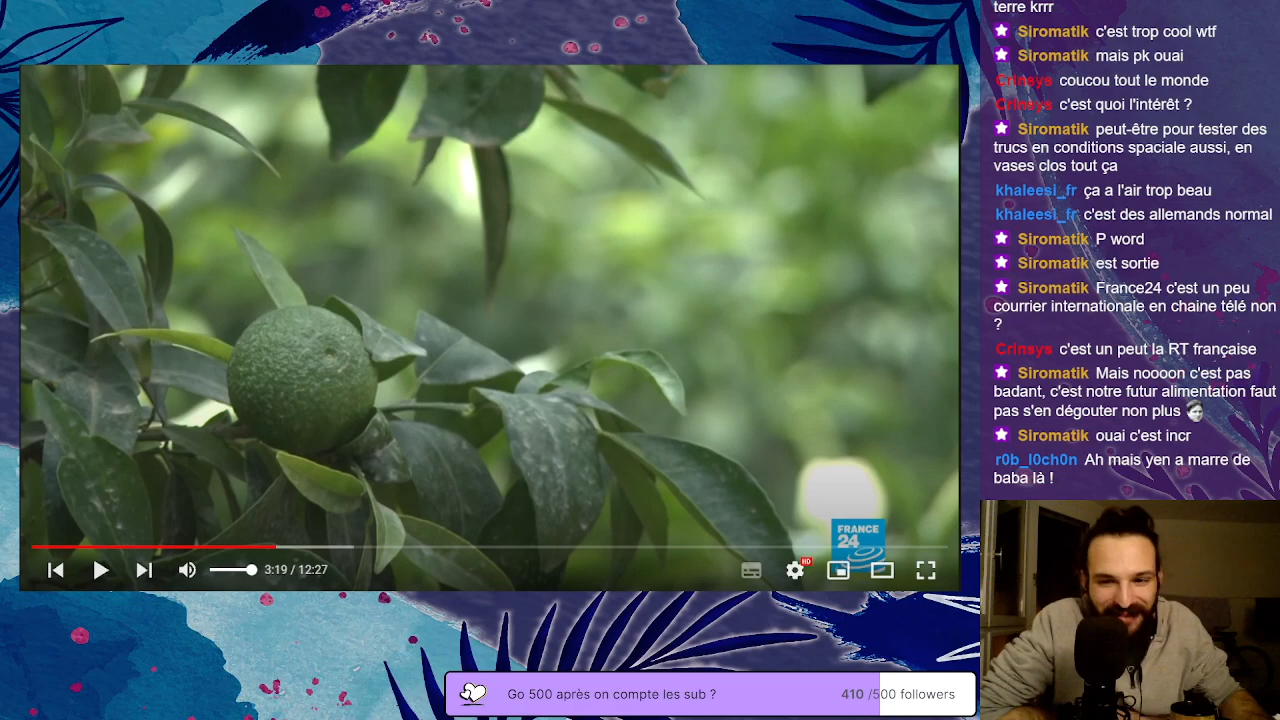 terre krrr
Siromatik c'est trop cool wtf
Siromatik mais pk ouai
Crinsys coucou tout le monde
Crinsys c'est quoi l'intérêt ?
Siromatik peut-être pour tester des
trucs en conditions spaciale aussi, en
vases clos tout ça
khaleesi_fr ça a l'air trop beau
khaleesi_fr c'est des allemands normal
Siromatik P word
Siromatik est sortie
Siromatik France24 c'est un peu
courrier internationale en chaine télé non
?
Crinsys c'est un peut la RT française
Siromatik Mais noooon c'est pas
badant, c'est notre futur alimentation faut
pas s'en dégouter non plus
Siromatik ouai c'est incr
r0b_l0ch0n Ah mais yen a marre de
baba là !
FRANCE
24
HD
3:19 / 12:27
Go 500 après on compte les sub ? 410 /500 followers